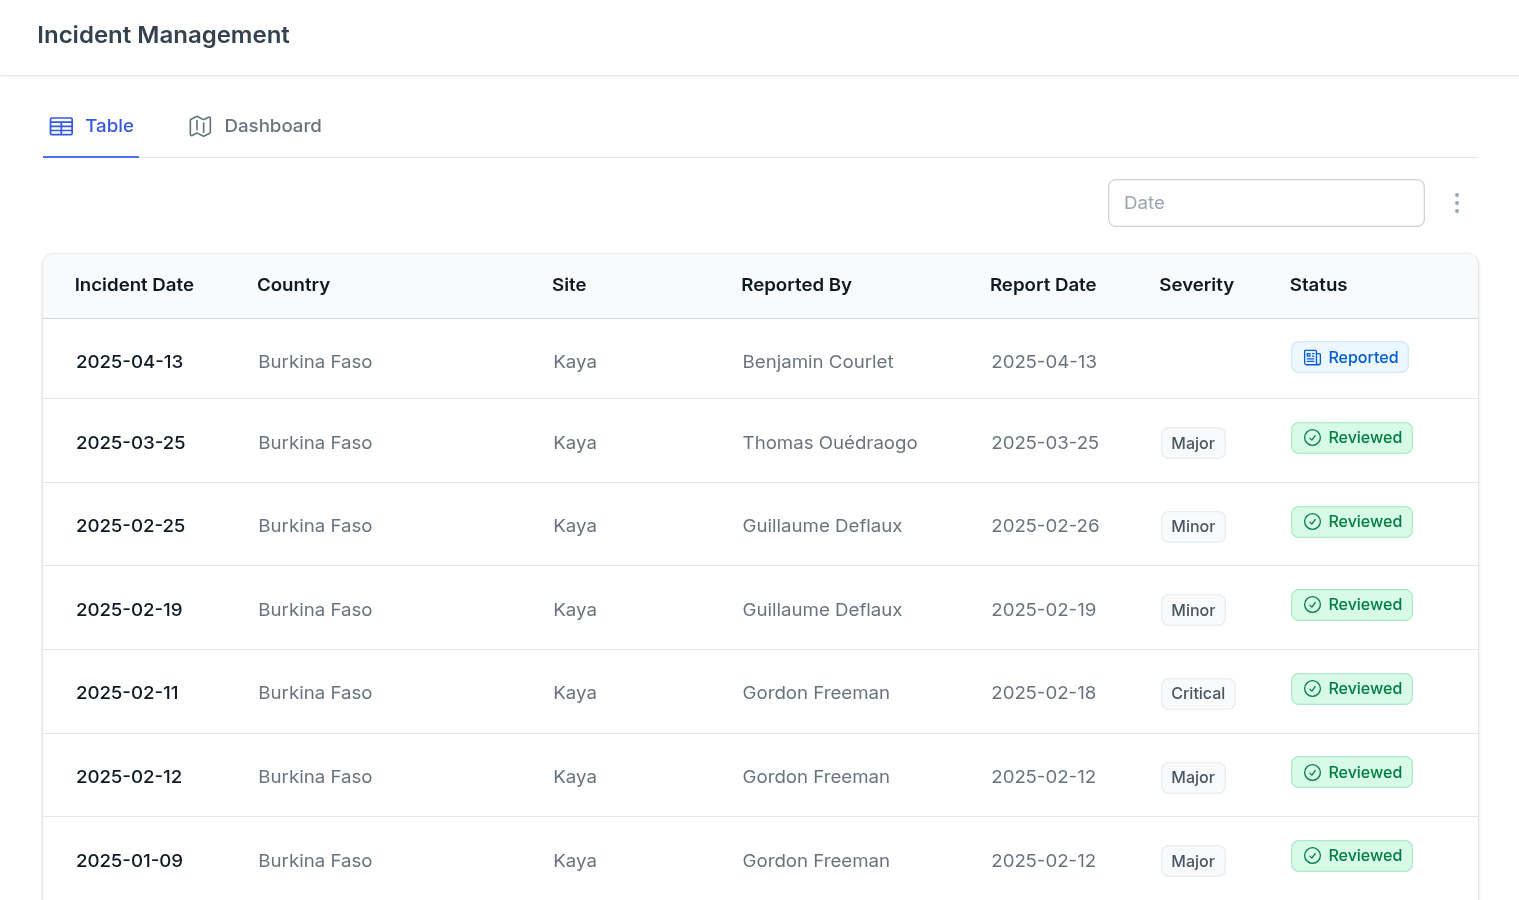 Incident Management
Table Dashboard
Date
Incident Date Country Site Reported By Report Date Severity Status
2025-04-13 Burkina Faso Kaya Benjamin Courlet 2025-04-13 Reported
2025-03-25 Burkina Faso Kaya Thomas Ouédraogo 2025-03-25 Major Reviewed
2025-02-25 Burkina Faso Kaya Guillaume Deflaux 2025-02-26 Minor Reviewed
2025-02-19 Burkina Faso Kaya Guillaume Deflaux 2025-02-19 Minor Reviewed
2025-02-11 Burkina Faso Kaya Gordon Freeman 2025-02-18 Critical Reviewed
2025-02-12 Burkina Faso Kaya Gordon Freeman 2025-02-12 Major Reviewed
2025-01-09 Burkina Faso Kaya Gordon Freeman 2025-02-12 Major Reviewed